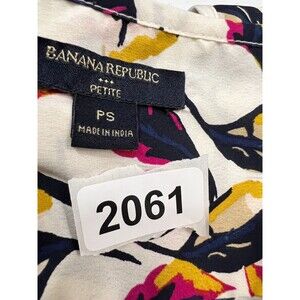 BANANA REPUBLIC
PETITE
PS
MADE IN INDIA
2061